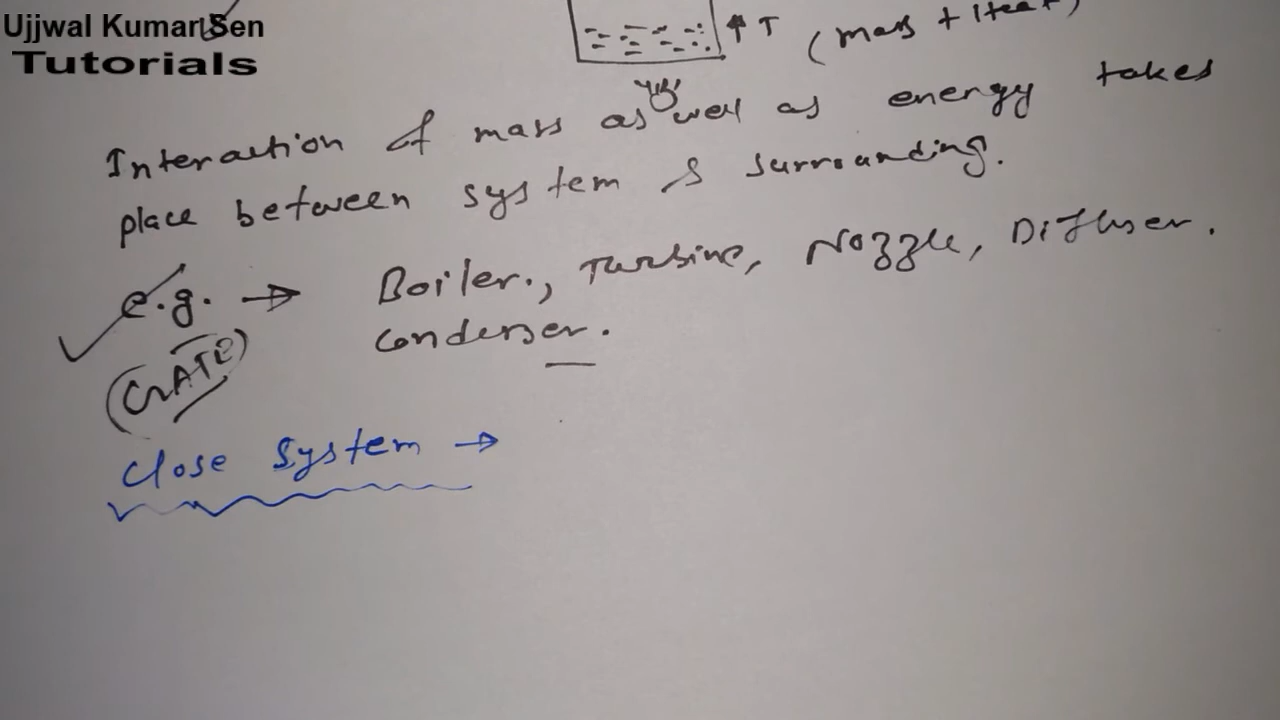 Ujjwal Kumar Sen
Tutorials
↑ T (mass + Heat)
Interaction of mass as well as energy takes
place between system & surrounding.
e.g. → Boiler., Turbine, Nozzle, Diffuser.
Condenser.
(GATE)
Close System →